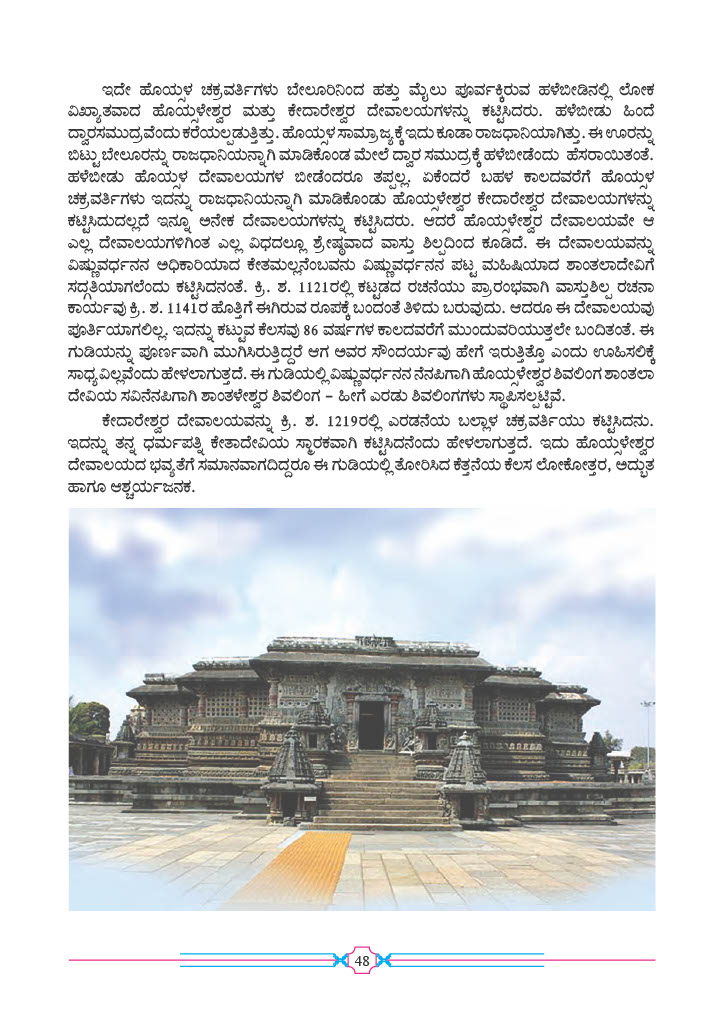 ಇದೇ ಹೊಯ್ಸಳ ಚಕ್ರವರ್ತಿಗಳು ಬೇಲೂರಿನಿಂದ ಹತ್ತು ಮೈಲು ಪೂರ್ವಕ್ಕಿರುವ ಹಳೆಬೀಡಿನಲ್ಲಿ ಲೋಕ
ವಿಖ್ಯಾತವಾದ ಹೊಯ್ಸಳೇಶ್ವರ ಮತ್ತು ಕೇದಾರೇಶ್ವರ ದೇವಾಲಯಗಳನ್ನು ಕಟ್ಟಿಸಿದರು. ಹಳೆಬೀಡು ಹಿಂದೆ
ದ್ವಾರಸಮುದ್ರವೆಂದು ಕರೆಯಲ್ಪಡುತ್ತಿತ್ತು. ಹೊಯ್ಸಳ ಸಾಮ್ರಾಜ್ಯಕ್ಕೆ ಇದು ಕೂಡಾ ರಾಜಧಾನಿಯಾಗಿತ್ತು. ಈ ಊರನ್ನು
ಬಿಟ್ಟು ಬೇಲೂರನ್ನು ರಾಜಧಾನಿಯನ್ನಾಗಿ ಮಾಡಿಕೊಂಡ ಮೇಲೆ ದ್ವಾರ ಸಮುದ್ರಕ್ಕೆ ಹಳೆಬೀಡೆಂದು ಹೆಸರಾಯಿತಂತೆ.
ಹಳೆಬೀಡು ಹೊಯ್ಸಳ ದೇವಾಲಯಗಳ ಬೀಡೆಂದರೂ ತಪ್ಪಲ್ಲ. ಏಕೆಂದರೆ ಬಹಳ ಕಾಲದವರೆಗೆ ಹೊಯ್ಸಳ
ಚಕ್ರವರ್ತಿಗಳು ಇದನ್ನು ರಾಜಧಾನಿಯನ್ನಾಗಿ ಮಾಡಿಕೊಂಡು ಹೊಯ್ಸಳೇಶ್ವರ ಕೇದಾರೇಶ್ವರ ದೇವಾಲಯಗಳನ್ನು
ಕಟ್ಟಿಸಿದುದಲ್ಲದೆ ಇನ್ನೂ ಅನೇಕ ದೇವಾಲಯಗಳನ್ನು ಕಟ್ಟಿಸಿದರು. ಆದರೆ ಹೊಯ್ಸಳೇಶ್ವರ ದೇವಾಲಯವೇ ಆ
ಎಲ್ಲ ದೇವಾಲಯಗಳಿಗಿಂತ ಎಲ್ಲ ವಿಧದಲ್ಲೂ ಶ್ರೇಷ್ಠವಾದ ವಾಸ್ತು ಶಿಲ್ಪದಿಂದ ಕೂಡಿದೆ. ಈ ದೇವಾಲಯವನ್ನು
ವಿಷ್ಣುವರ್ಧನನ ಅಧಿಕಾರಿಯಾದ ಕೇತಮಲ್ಲನೆಂಬವನು ವಿಷ್ಣುವರ್ಧನನ ಪಟ್ಟ ಮಹಿಷಿಯಾದ ಶಾಂತಲಾದೇವಿಗೆ
ಸದ್ಗತಿಯಾಗಲೆಂದು ಕಟ್ಟಿಸಿದನಂತೆ. ಕ್ರಿ. ಶ. 1121ರಲ್ಲಿ ಕಟ್ಟಡದ ರಚನೆಯು ಪ್ರಾರಂಭವಾಗಿ ವಾಸ್ತುಶಿಲ್ಪ ರಚನಾ
ಕಾರ್ಯವು ಕ್ರಿ. ಶ. 1141ರ ಹೊತ್ತಿಗೆ ಈಗಿರುವ ರೂಪಕ್ಕೆ ಬಂದಂತೆ ತಿಳಿದು ಬರುವುದು. ಆದರೂ ಈ ದೇವಾಲಯವು
ಪೂರ್ತಿಯಾಗಲಿಲ್ಲ. ಇದನ್ನು ಕಟ್ಟುವ ಕೆಲಸವು 86 ವರ್ಷಗಳ ಕಾಲದವರೆಗೆ ಮುಂದುವರಿಯುತ್ತಲೇ ಬಂದಿತಂತೆ. ಈ
ಗುಡಿಯನ್ನು ಪೂರ್ಣವಾಗಿ ಮುಗಿಸಿರುತ್ತಿದ್ದರೆ ಆಗ ಅವರ ಸೌಂದರ್ಯವು ಹೇಗೆ ಇರುತ್ತಿತ್ತೊ ಎಂದು ಊಹಿಸಲಿಕ್ಕೆ
ಸಾಧ್ಯವಿಲ್ಲವೆಂದು ಹೇಳಲಾಗುತ್ತದೆ. ಈ ಗುಡಿಯಲ್ಲಿ ವಿಷ್ಣುವರ್ಧನನ ನೆನಪಿಗಾಗಿ ಹೊಯ್ಸಳೇಶ್ವರ ಶಿವಲಿಂಗ ಶಾಂತಲಾ
ದೇವಿಯ ಸವಿನೆನಪಿಗಾಗಿ ಶಾಂತಳೇಶ್ವರ ಶಿವಲಿಂಗ – ಹೀಗೆ ಎರಡು ಶಿವಲಿಂಗಗಳು ಸ್ಥಾಪಿಸಲ್ಪಟ್ಟಿವೆ.
ಕೇದಾರೇಶ್ವರ ದೇವಾಲಯವನ್ನು ಕ್ರಿ. ಶ. 1219ರಲ್ಲಿ ಎರಡನೆಯ ಬಲ್ಲಾಳ ಚಕ್ರವರ್ತಿಯು ಕಟ್ಟಿಸಿದನು.
ಇದನ್ನು ತನ್ನ ಧರ್ಮಪತ್ನಿ ಕೇತಾದೇವಿಯ ಸ್ಮಾರಕವಾಗಿ ಕಟ್ಟಿಸಿದನೆಂದು ಹೇಳಲಾಗುತ್ತದೆ. ಇದು ಹೊಯ್ಸಳೇಶ್ವರ
ದೇವಾಲಯದ ಭವ್ಯತೆಗೆ ಸಮಾನವಾಗದಿದ್ದರೂ ಈ ಗುಡಿಯಲ್ಲಿ ತೋರಿಸಿದ ಕೆತ್ತನೆಯ ಕೆಲಸ ಲೋಕೋತ್ತರ, ಅದ್ಭುತ
ಹಾಗೂ ಆಶ್ಚರ್ಯಜನಕ.
48